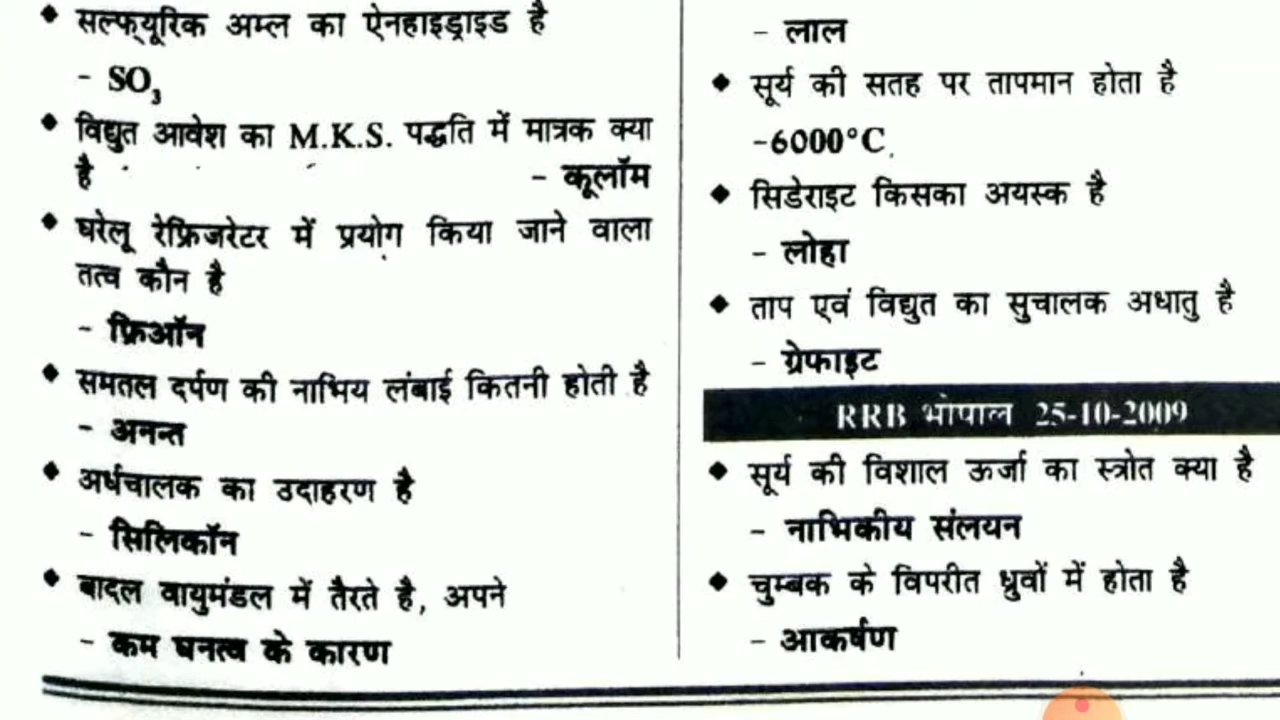 ◆ सल्फ्यूरिक अम्ल का ऐनहाइड्राइड है
- SO₃
◆ विद्युत आवेश का M.K.S. पद्धति में मात्रक क्या
है - कूलॉम
◆ घरेलू रेफ्रिजरेटर में प्रयोग किया जाने वाला
तत्व कौन है
- फ्रिऑन
◆ समतल दर्पण की नाभिय लंबाई कितनी होती है
- अनन्त
◆ अर्धचालक का उदाहरण है
- सिलिकॉन
◆ बादल वायुमंडल में तैरते है, अपने
- कम घनत्व के कारण
- लाल
◆ सूर्य की सतह पर तापमान होता है
-6000°C
◆ सिडेराइट किसका अयस्क है
- लोहा
◆ ताप एवं विद्युत का सुचालक अधातु है
- ग्रेफाइट
RRB भोपाल 25-10-2009
◆ सूर्य की विशाल ऊर्जा का स्त्रोत क्या है
- नाभिकीय संलयन
◆ चुम्बक के विपरीत ध्रुवों में होता है
- आकर्षण